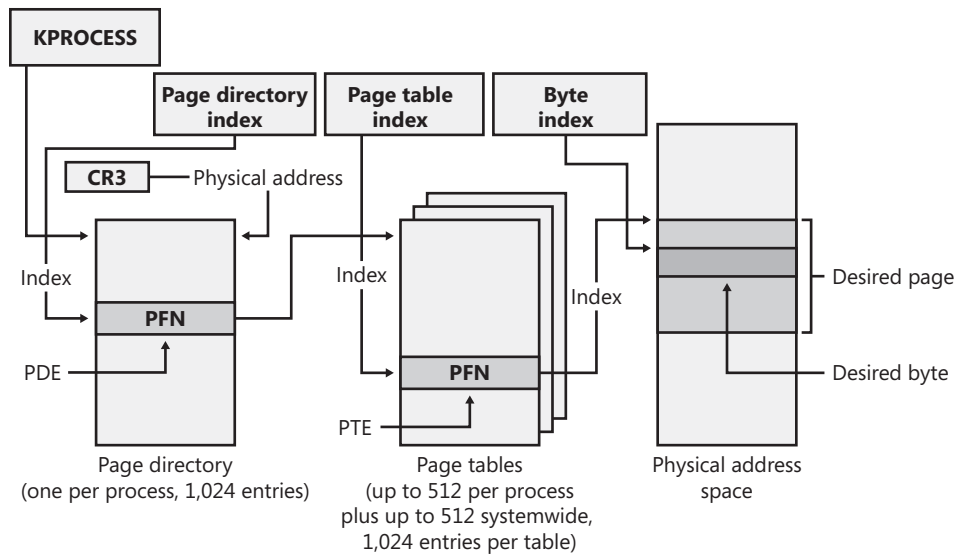 KPROCESS
Page directory
index
Page table
index
Byte
index
CR3
Physical address
Index
Index
Index
Desired page
PFN
PDE
PFN
Desired byte
PTE
Page directory
(one per process, 1,024 entries)
Page tables
(up to 512 per process
plus up to 512 systemwide,
1,024 entries per table)
Physical address
space